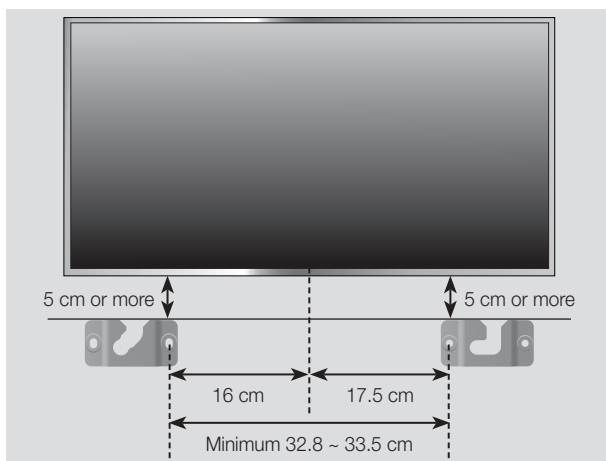 5 cm or more
5 cm or more
16 cm
17.5 cm
Minimum 32.8 ~ 33.5 cm